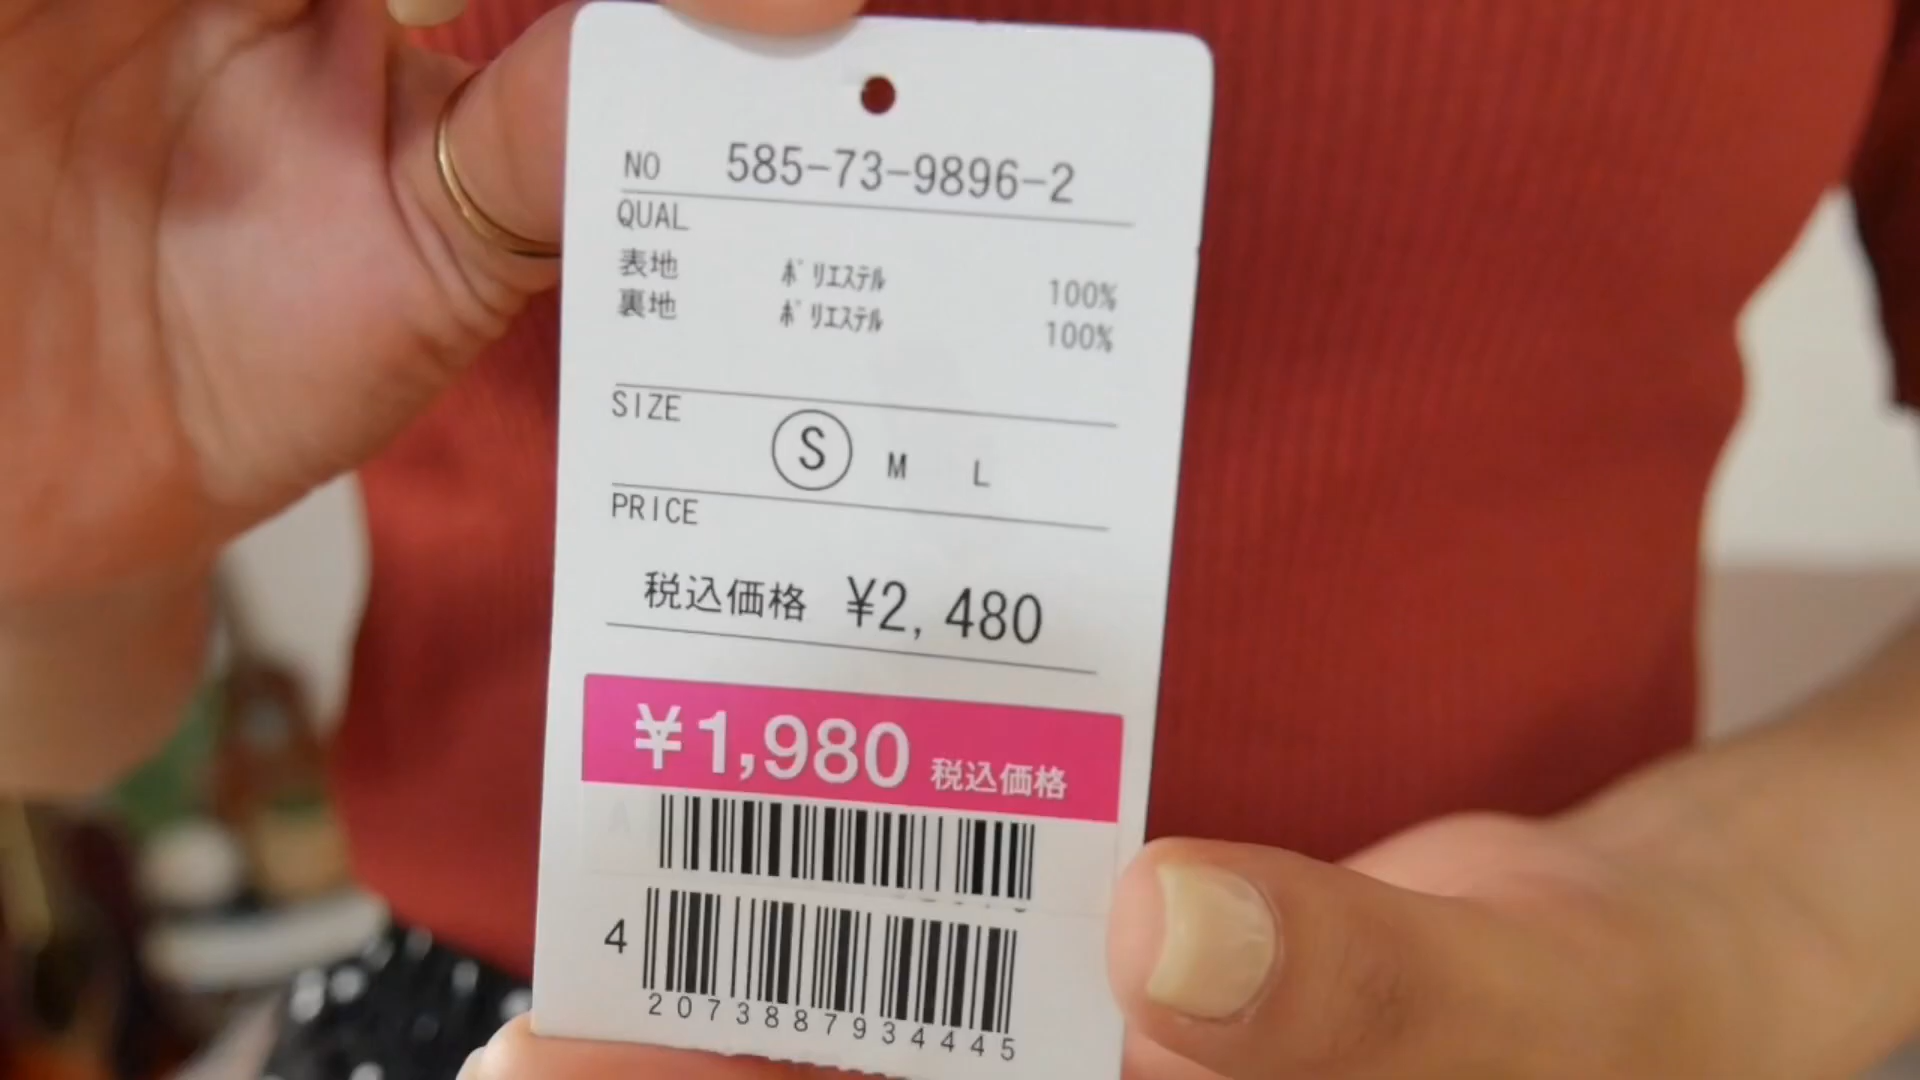 NO 585-73-9896-2
QUAL
表地 ﾎﾟﾘｴｽﾃﾙ 100%
裏地 ﾎﾟﾘｴｽﾃﾙ 100%
SIZE
S M L
PRICE
税込価格 ¥2,480
¥1,980 税込価格
4
2073887934445